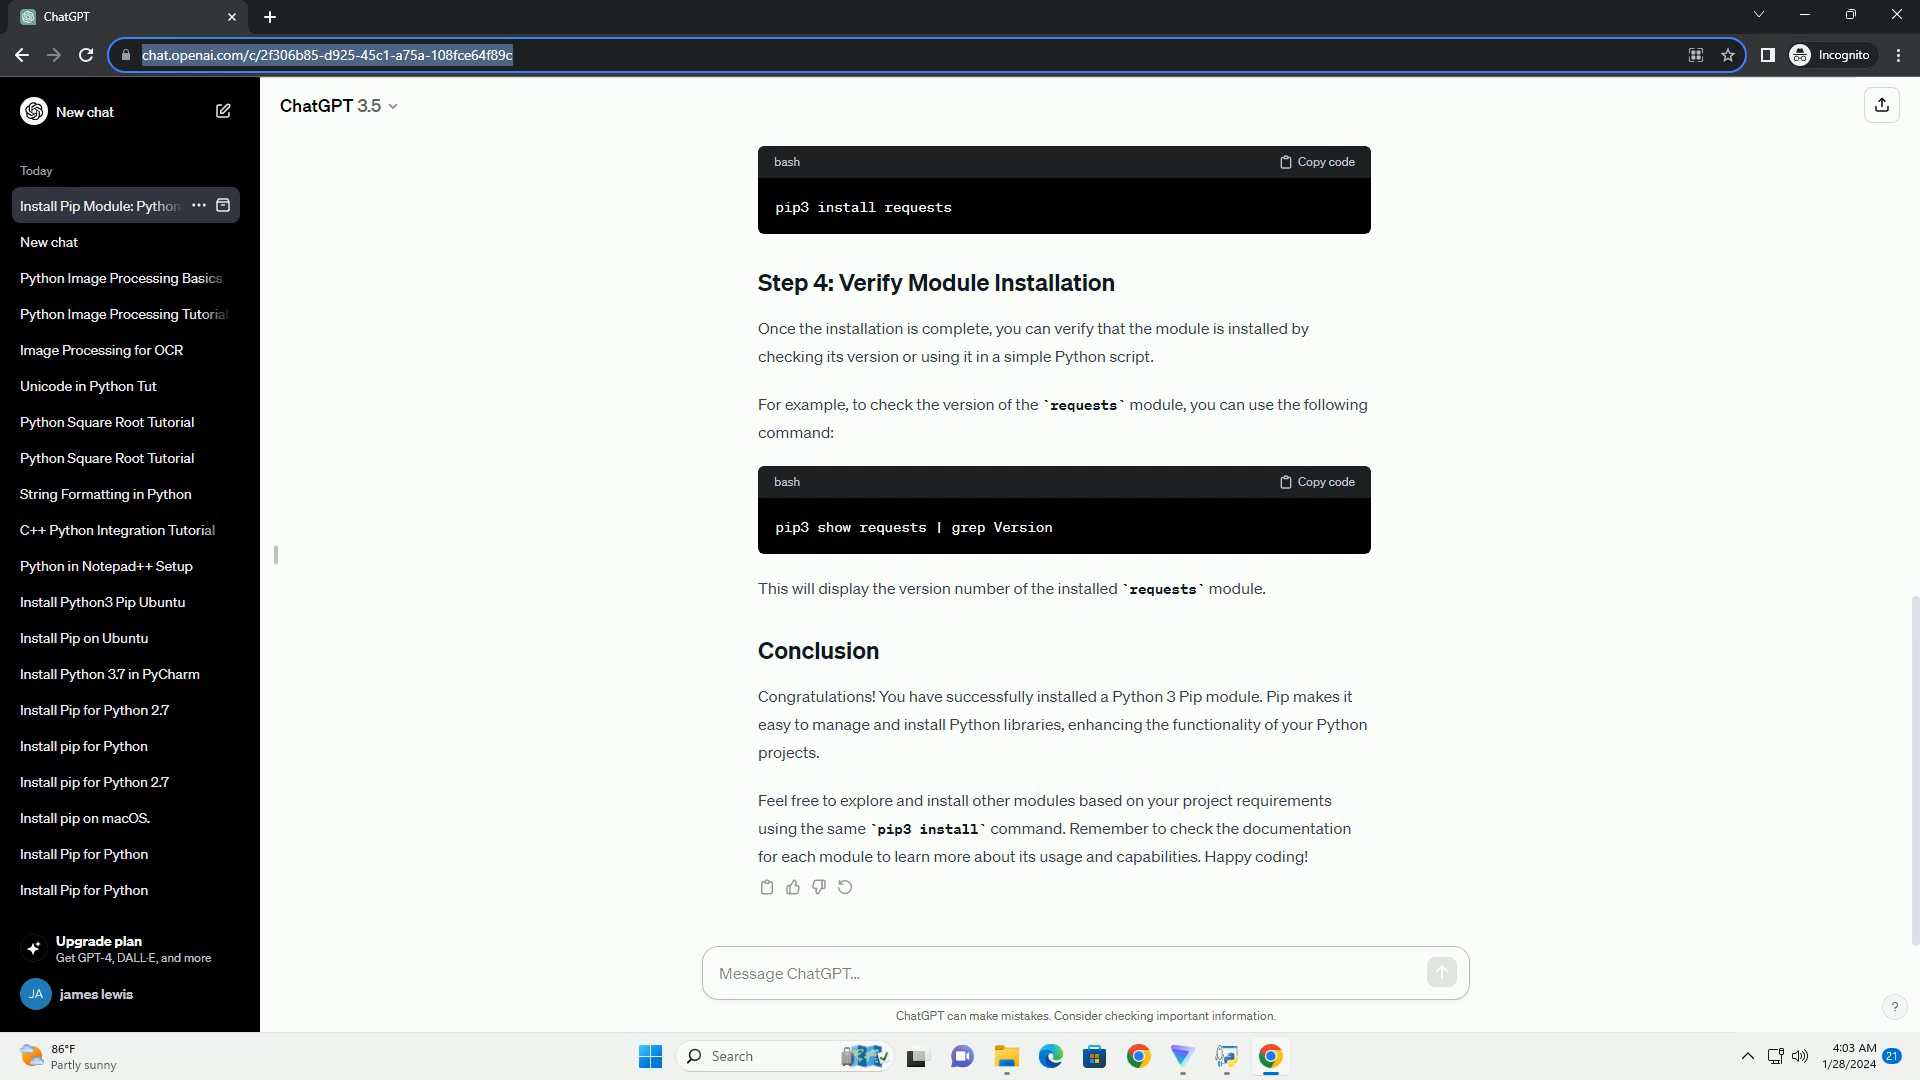 ChatGPT
chat.openai.com/c/2f306b85-d925-45c1-a75a-108fce64f89c
Incognito
New chat
ChatGPT 3.5
Today
Install Pip Module: Python
New chat
Python Image Processing Basics
Python Image Processing Tutorial
Image Processing for OCR
Unicode in Python Tut
Python Square Root Tutorial
Python Square Root Tutorial
String Formatting in Python
C++ Python Integration Tutorial
Python in Notepad++ Setup
Install Python3 Pip Ubuntu
Install Pip on Ubuntu
Install Python 3.7 in PyCharm
Install Pip for Python 2.7
Install pip for Python
Install pip for Python 2.7
Install pip on macOS.
Install Pip for Python
Install Pip for Python
Upgrade plan
Get GPT-4, DALL·E, and more
JA james lewis
bash Copy code
pip3 install requests
Step 4: Verify Module Installation
Once the installation is complete, you can verify that the module is installed by
checking its version or using it in a simple Python script.
For example, to check the version of the `requests` module, you can use the following
command:
bash Copy code
pip3 show requests | grep Version
This will display the version number of the installed `requests` module.
Conclusion
Congratulations! You have successfully installed a Python 3 Pip module. Pip makes it
easy to manage and install Python libraries, enhancing the functionality of your Python
projects.
Feel free to explore and install other modules based on your project requirements
using the same `pip3 install` command. Remember to check the documentation
for each module to learn more about its usage and capabilities. Happy coding!
Message ChatGPT...
ChatGPT can make mistakes. Consider checking important information.
?
86°F
Partly sunny
Search
4:03 AM
1/28/2024
21